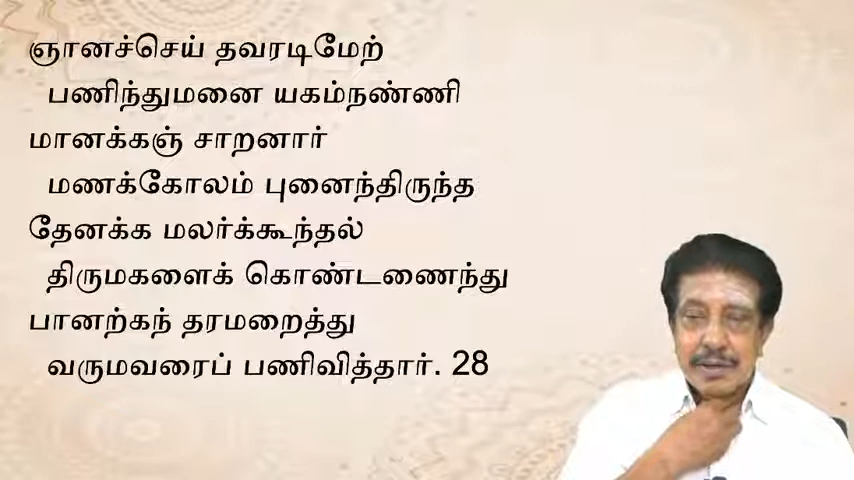 ஞானச்செய் தவரடிமேற்
பணிந்துமனை யகம்நண்ணி
மானக்கஞ் சாறனார்
மணக்கோலம் புனைந்திருந்த
தேனக்க மலர்க்கூந்தல்
திருமகளைக் கொண்டணைந்து
பானற்கந் தரமறைத்து
வருமவரைப் பணிவித்தார். 28